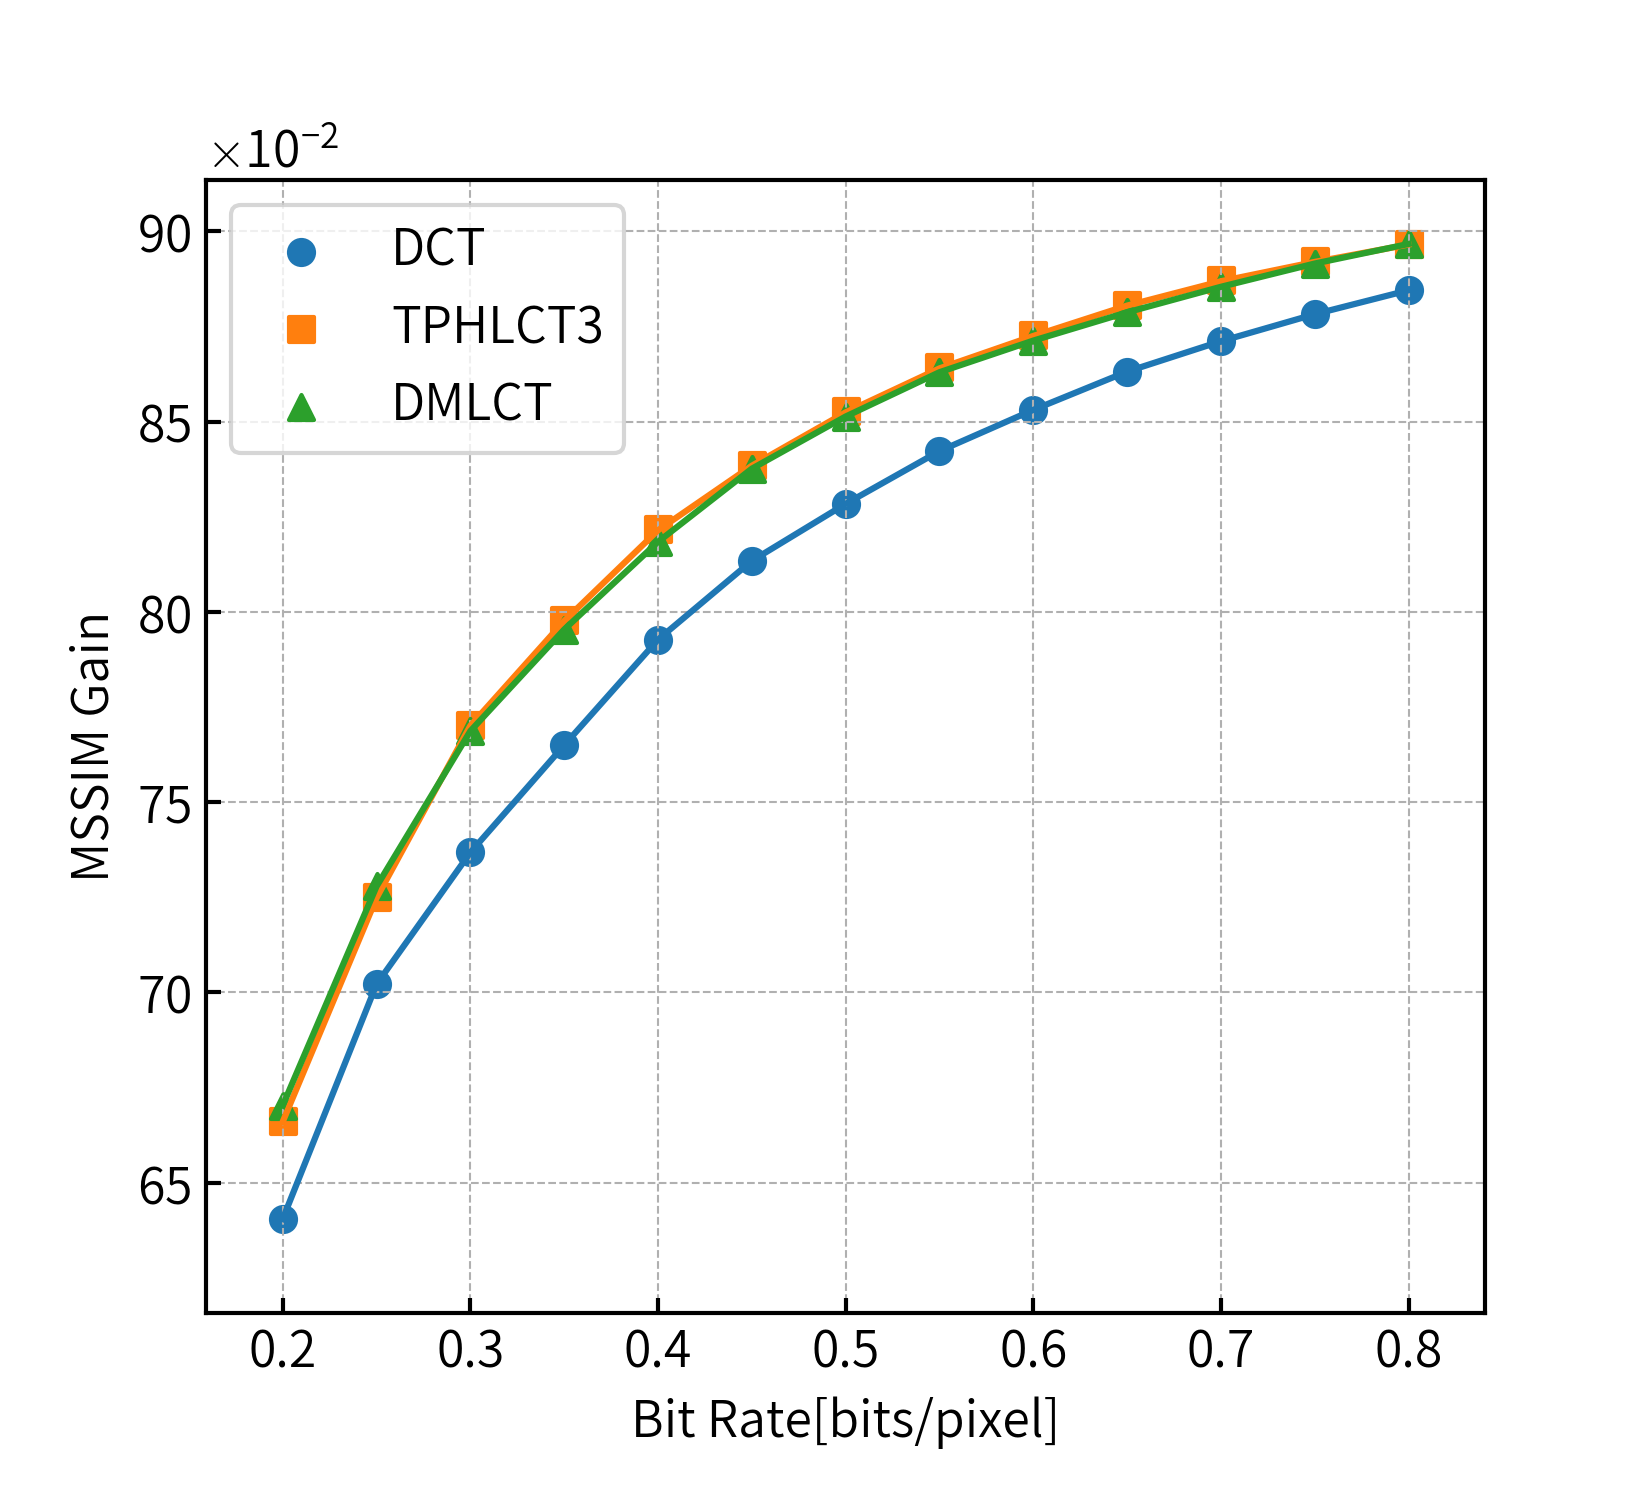 ×10⁻²
90
85
80
75
70
65
MSSIM Gain
DCT
TPHLCT3
DMLCT
0.2 0.3 0.4 0.5 0.6 0.7 0.8
Bit Rate[bits/pixel]